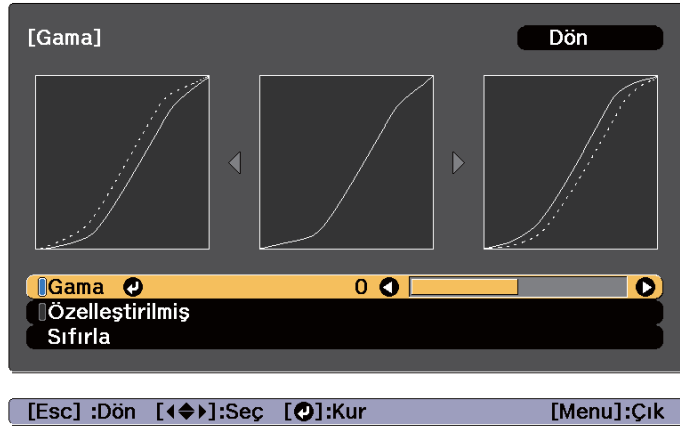 [Gama] Dön
Gama 0
Özelleştirilmiş
Sıfırla
[Esc] :Dön [◀◆▶]:Seç [↵]:Kur [Menu]:Çık